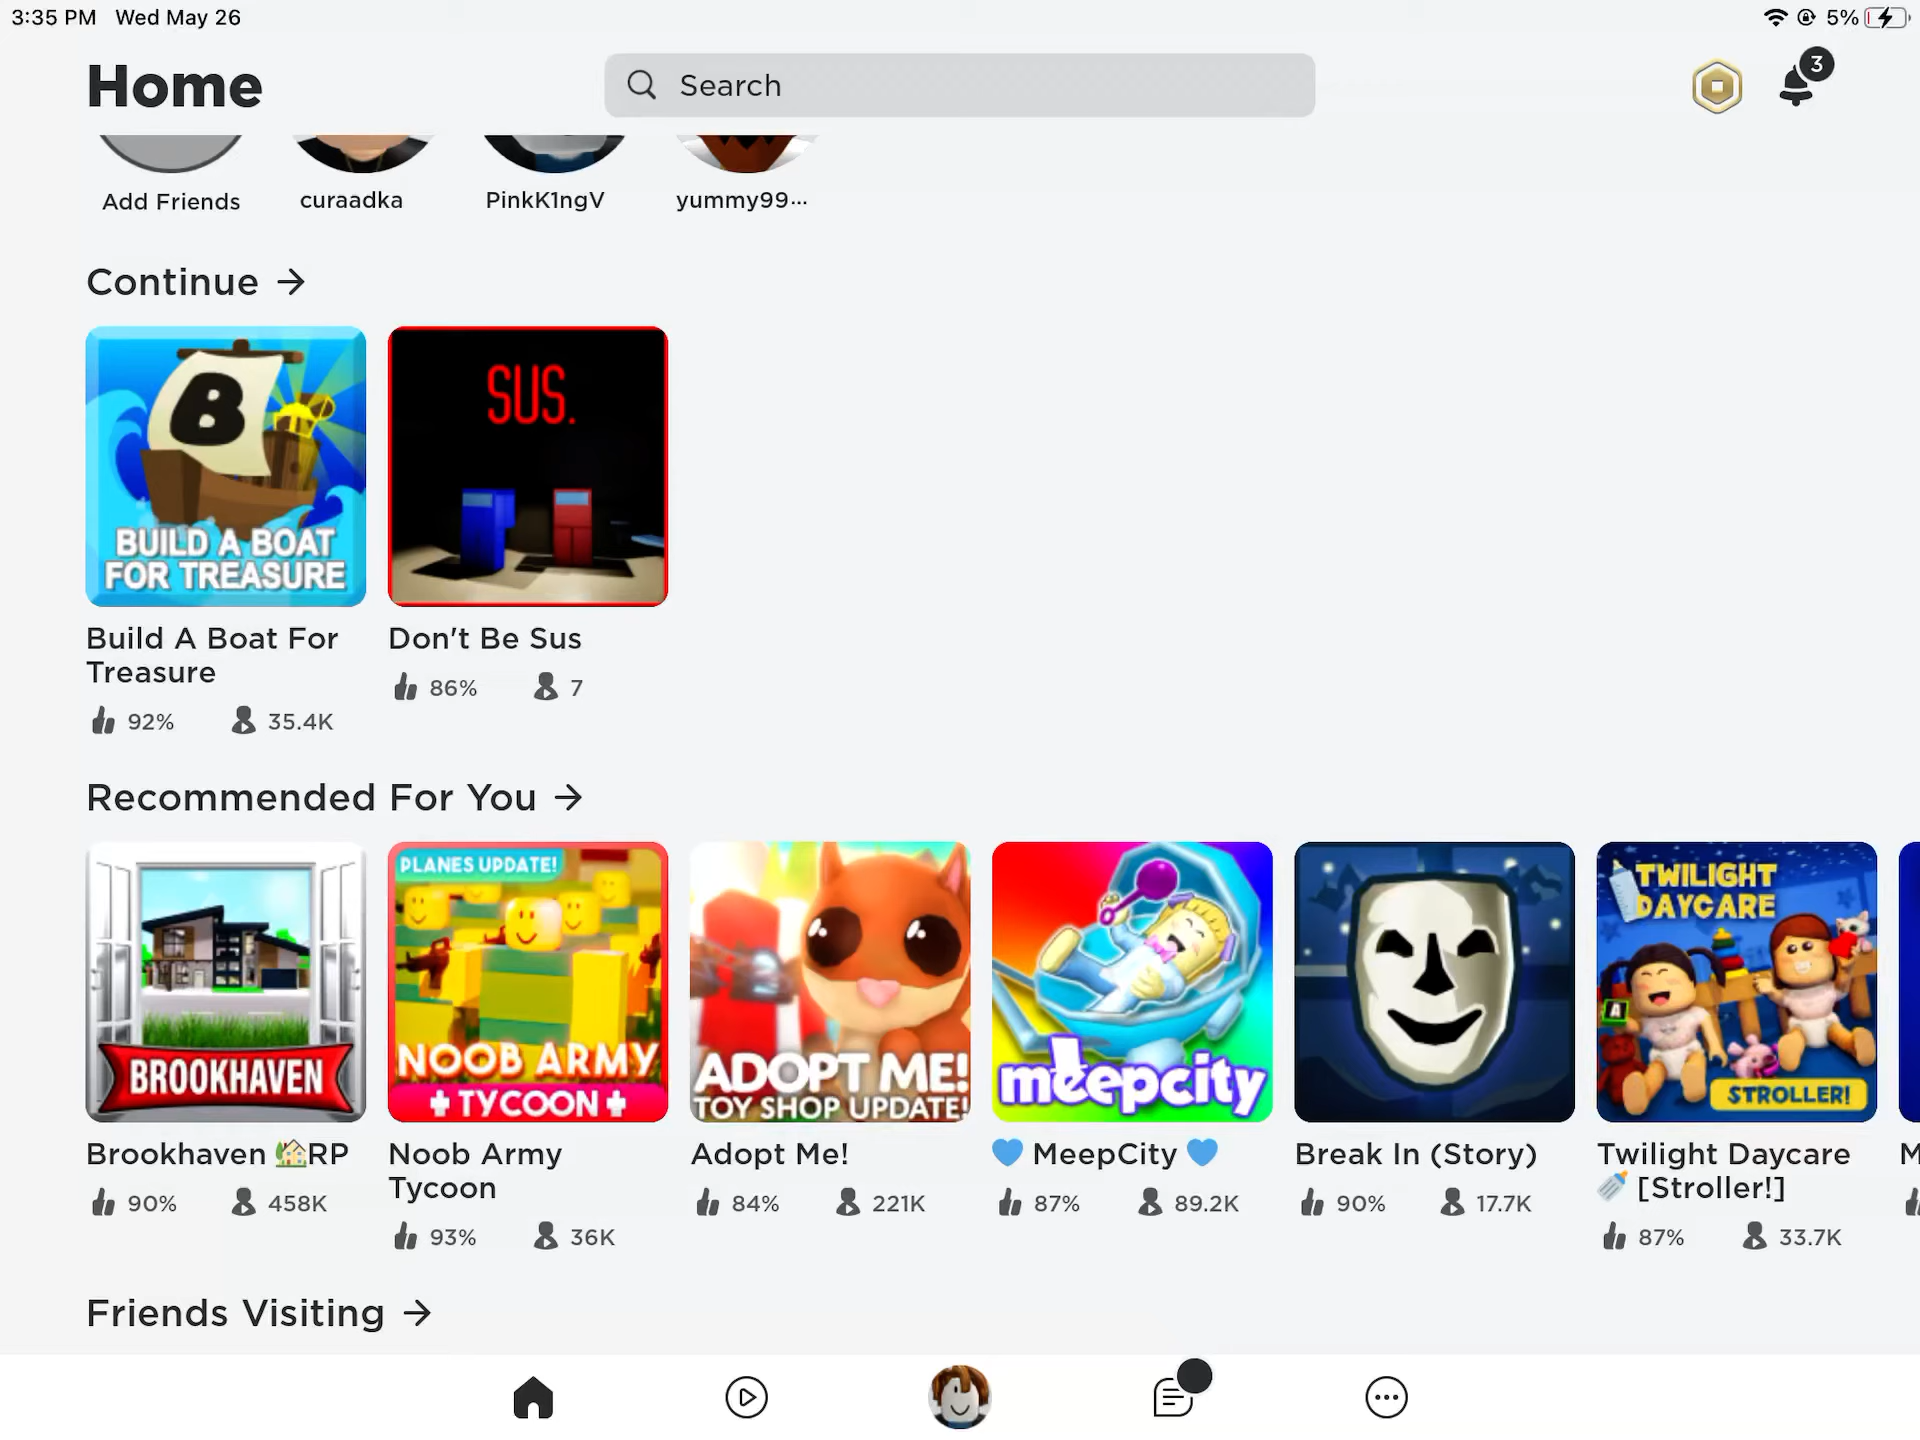 3:35 PM Wed May 26
5%
Home
Search
3
Add Friends
curaadka
PinkK1ngV
yummy99...
Continue →
B
BUILD A BOAT
FOR TREASURE
SUS.
Build A Boat For
Treasure
92% 35.4K
Don't Be Sus
86% 7
Recommended For You →
BROOKHAVEN
PLANES UPDATE!
NOOB ARMY
TYCOON
ADOPT ME!
TOY SHOP UPDATE!
meepcity
TWILIGHT
DAYCARE
A
STROLLER!
Brookhaven 🏡RP
90% 458K
Noob Army
Tycoon
93% 36K
Adopt Me!
84% 221K
💙 MeepCity 💙
87% 89.2K
Break In (Story)
90% 17.7K
Twilight Daycare
🍼 [Stroller!]
87% 33.7K
Friends Visiting →